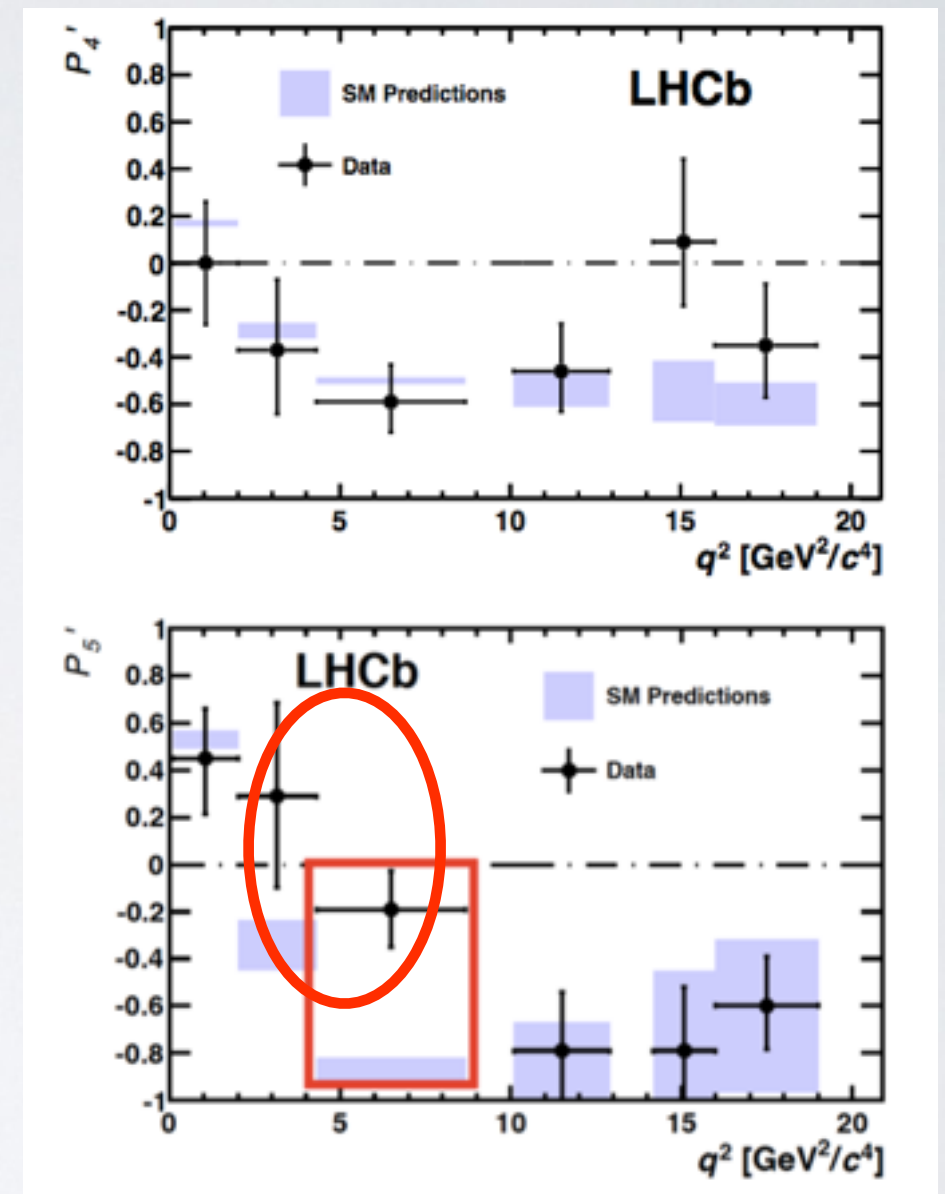 P₄′
1
0.8
0.6
0.4
0.2
0
-0.2
-0.4
-0.6
-0.8
-1
SM Predictions
LHCb
Data
0 5 10 15 20
q² [GeV²/c⁴]
P₅′
1
0.8
0.6
0.4
0.2
0
-0.2
-0.4
-0.6
-0.8
-1
LHCb
SM Predictions
Data
0 5 10 15 20
q² [GeV²/c⁴]